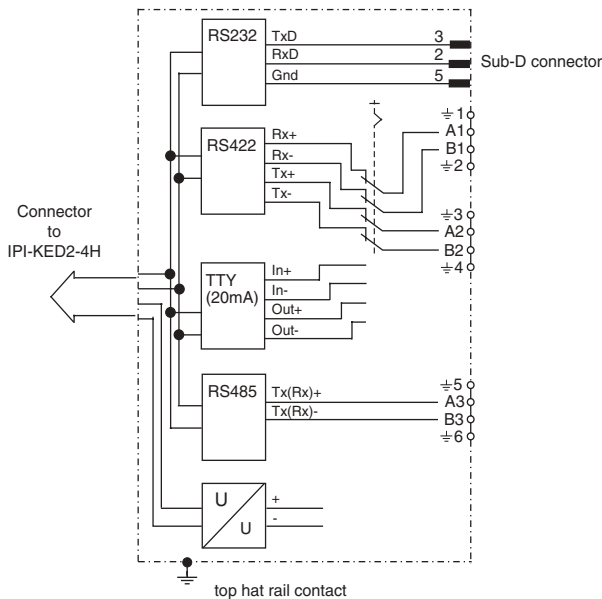 RS232
TxD 3
RxD 2
Gnd 5
Sub-D connector
RS422
Rx+
Rx-
Tx+
Tx-
1
A1
B1
2
3
A2
B2
4
Connector
to
IPI-KED2-4H
TTY
(20mA)
In+
In-
Out+
Out-
RS485
Tx(Rx)+
Tx(Rx)-
5
A3
B3
6
U
U
+
-
top hat rail contact